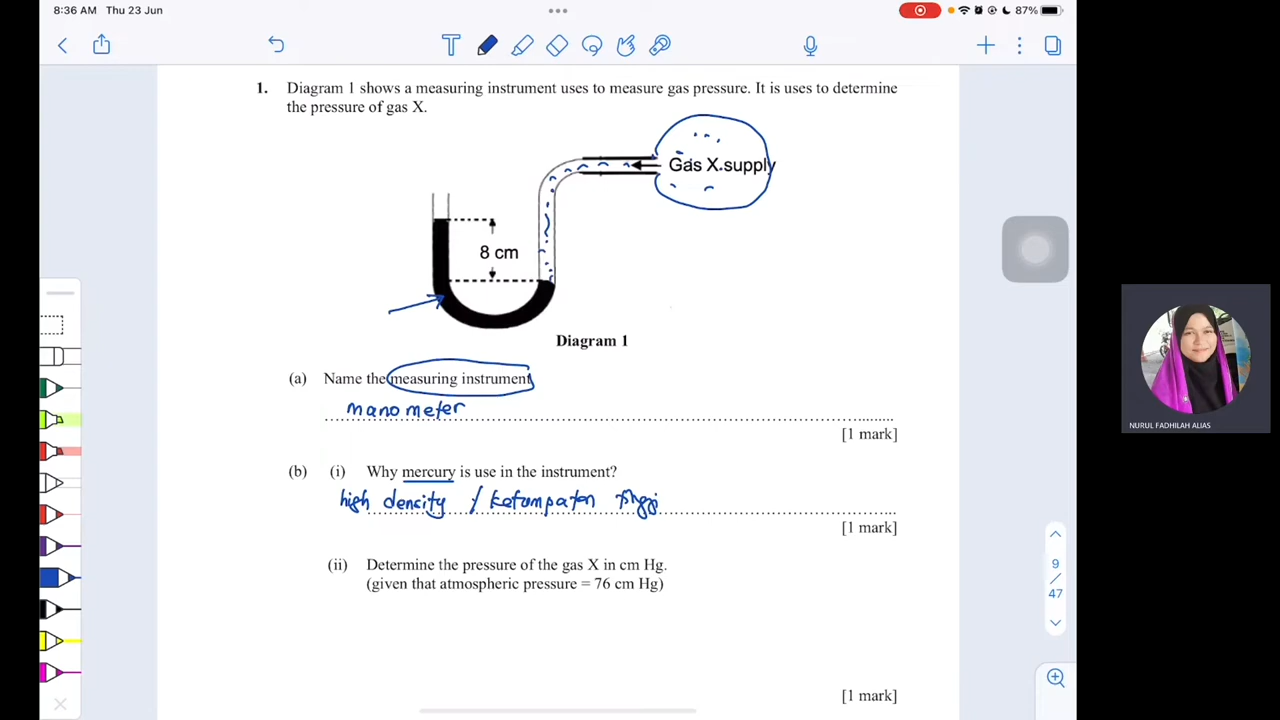 8:36 AM Thu 23 Jun
87%
1. Diagram 1 shows a measuring instrument uses to measure gas pressure. It is uses to determine
the pressure of gas X.
Gas X supply
8 cm
Diagram 1
(a) Name the measuring instrument
manometer
[1 mark]
(b) (i) Why mercury is use in the instrument?
high density / ketumpatan
[1 mark]
(ii) Determine the pressure of the gas X in cm Hg.
(given that atmospheric pressure = 76 cm Hg)
[1 mark]
9
/
47
NURUL FADHILAH ALIAS